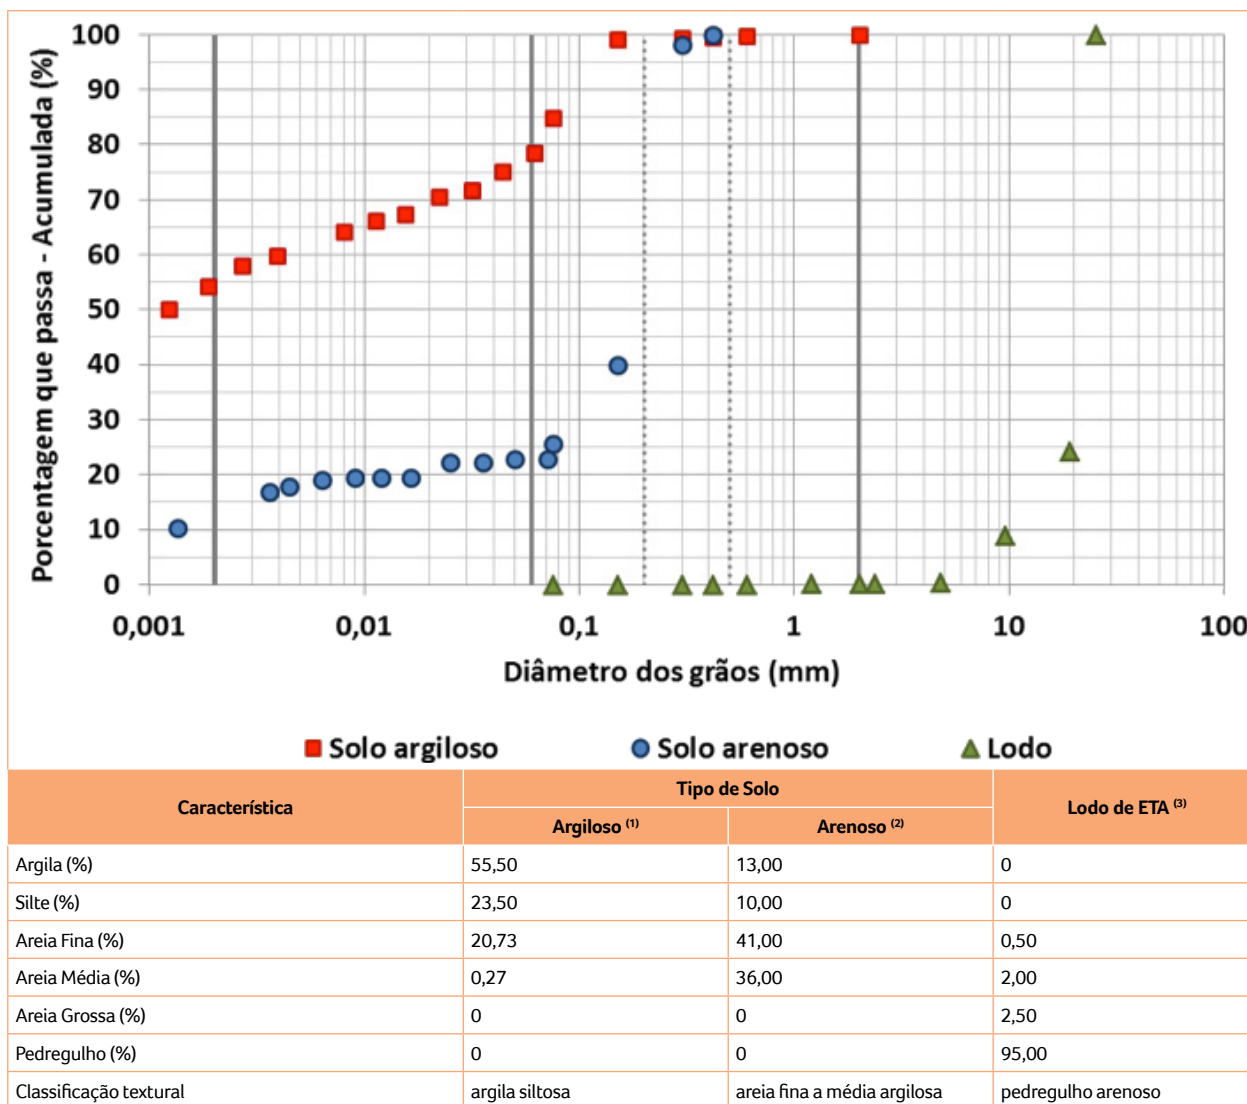 Porcentagem que passa - Acumulada (%)
100
90
80
70
60
50
40
30
20
10
0
0,001 0,01 0,1 1 10 100
Diâmetro dos grãos (mm)
Solo argiloso Solo arenoso Lodo
Característica Tipo de Solo Lodo de ETA (3)
Argiloso (1) Arenoso (2)
Argila (%) 55,50 13,00 0
Silte (%) 23,50 10,00 0
Areia Fina (%) 20,73 41,00 0,50
Areia Média (%) 0,27 36,00 2,00
Areia Grossa (%) 0 0 2,50
Pedregulho (%) 0 0 95,00
Classificação textural argila siltosa areia fina a média argilosa pedregulho arenoso